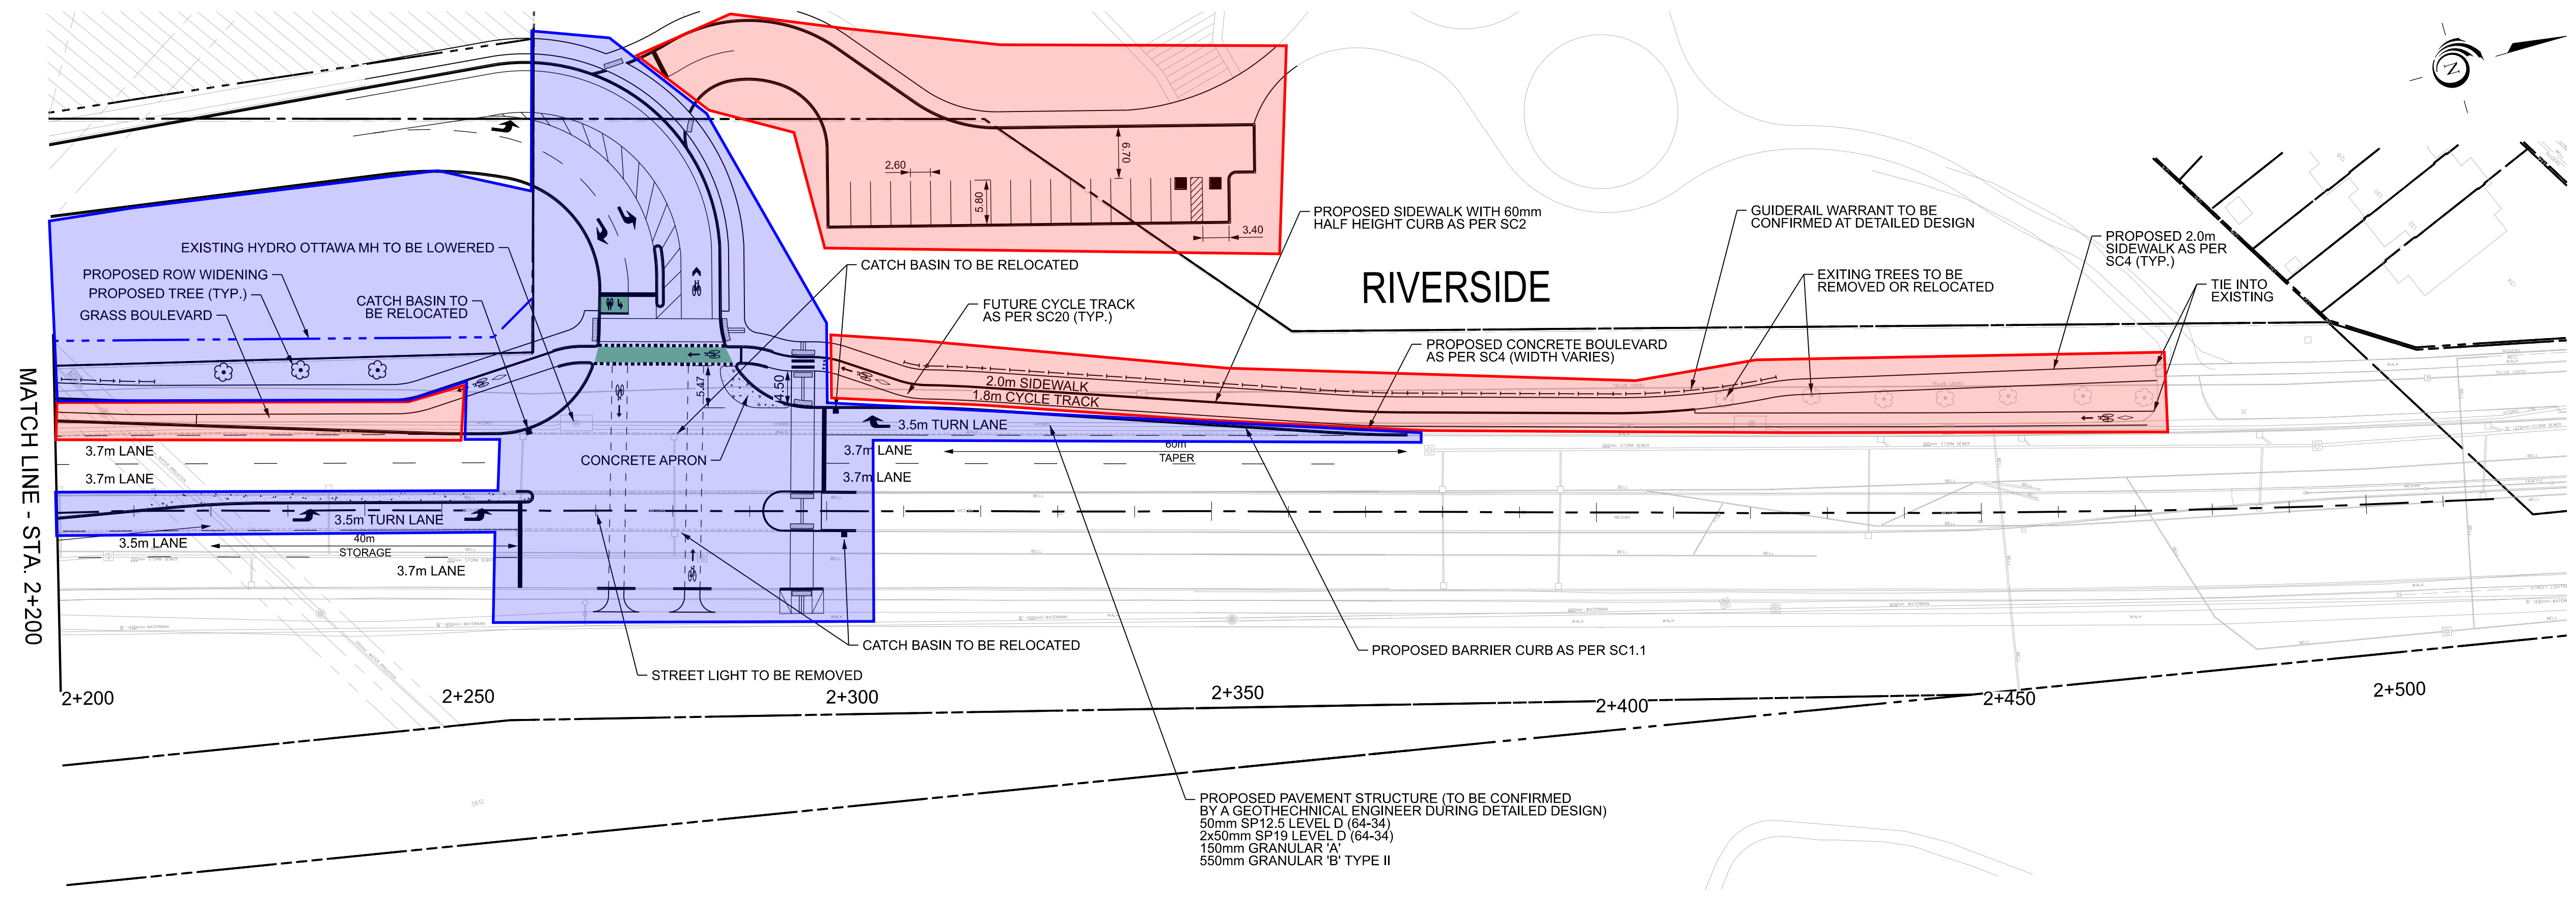 N
2.60
6.70
5.80
3.40
PROPOSED SIDEWALK WITH 60mm
HALF HEIGHT CURB AS PER SC2
GUIDERAIL WARRANT TO BE
CONFIRMED AT DETAILED DESIGN
PROPOSED 2.0m
SIDEWALK AS PER
SC4 (TYP.)
EXISTING HYDRO OTTAWA MH TO BE LOWERED
PROPOSED ROW WIDENING
PROPOSED TREE (TYP.)
GRASS BOULEVARD
CATCH BASIN TO
BE RELOCATED
CATCH BASIN TO BE RELOCATED
FUTURE CYCLE TRACK
AS PER SC20 (TYP.)
RIVERSIDE
EXITING TREES TO BE
REMOVED OR RELOCATED
TIE INTO
EXISTING
PROPOSED CONCRETE BOULEVARD
AS PER SC4 (WIDTH VARIES)
2.0m SIDEWALK
1.8m CYCLE TRACK
5.47
4.50
3.5m TURN LANE
60m
TAPER
3.7m LANE
3.7m LANE
CONCRETE APRON
3.7m LANE
3.7m LANE
3.5m TURN LANE
40m
STORAGE
3.5m LANE
3.7m LANE
MATCH LINE - STA. 2+200
CATCH BASIN TO BE RELOCATED
STREET LIGHT TO BE REMOVED
PROPOSED BARRIER CURB AS PER SC1.1
2+200
2+250
2+300
2+350
2+400
2+450
2+500
PROPOSED PAVEMENT STRUCTURE (TO BE CONFIRMED
BY A GEOTHECHNICAL ENGINEER DURING DETAILED DESIGN)
50mm SP12.5 LEVEL D (64-34)
2x50mm SP19 LEVEL D (64-34)
150mm GRANULAR 'A'
550mm GRANULAR 'B' TYPE II
3812